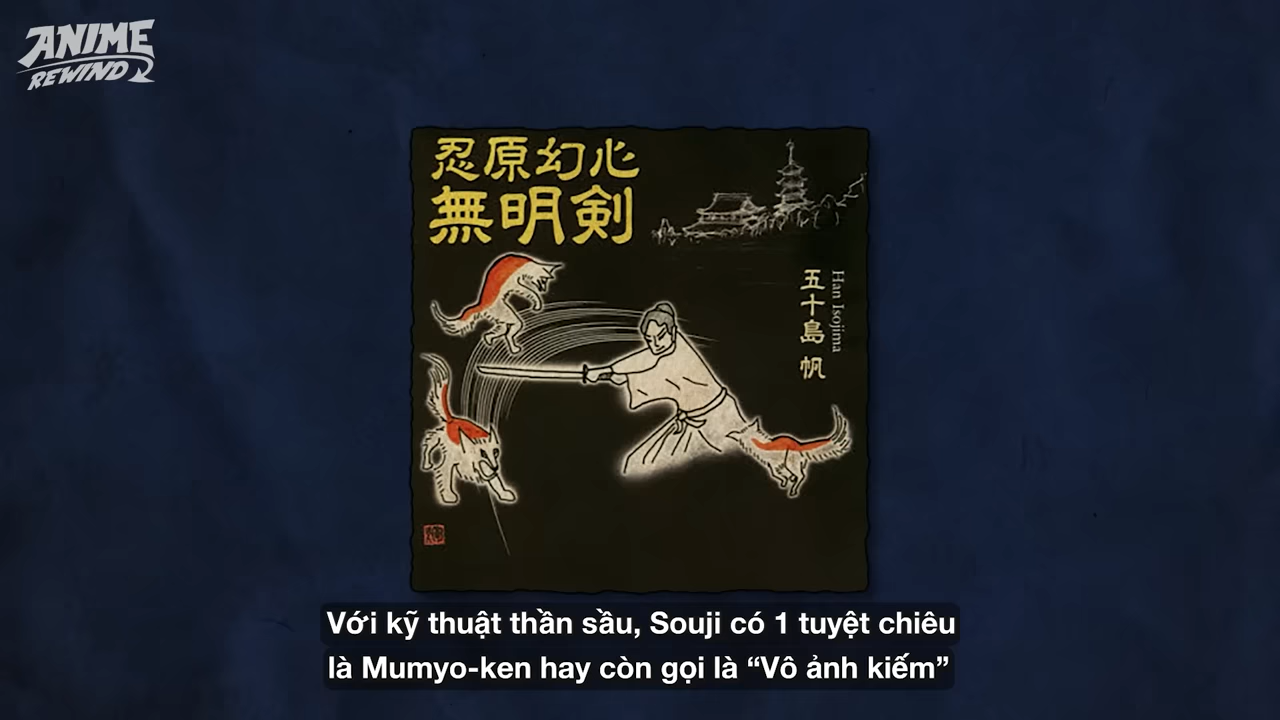 ANIME
REWIND
忍原幻心
無明剣
五十島 帆
Han Isojima
Với kỹ thuật thần sầu, Souji có 1 tuyệt chiêu
là Mumyo-ken hay còn gọi là “Vô ảnh kiếm”